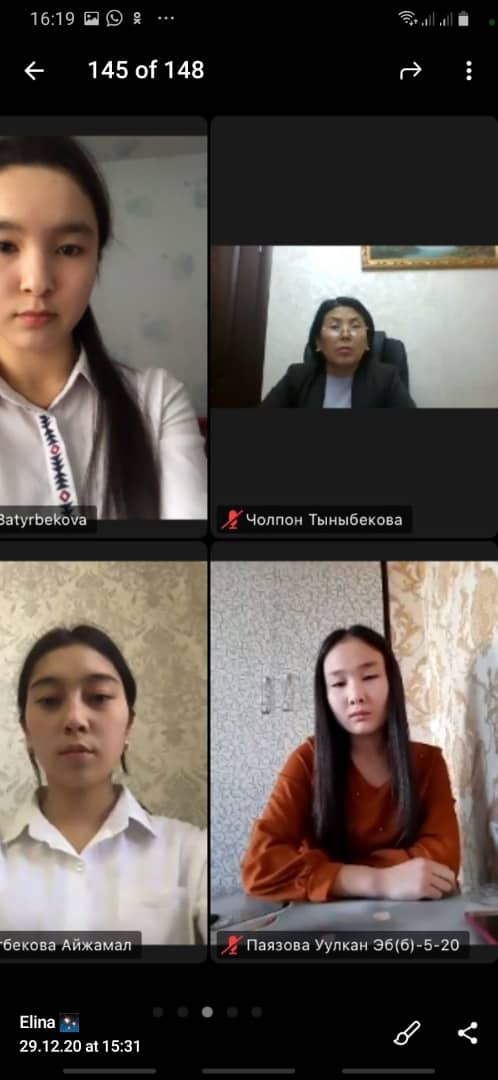 16:19
145 of 148
Batyrbekova
Чолпон Тыныбекова
бекова Айжамал
Паязова Уулкан Эб(б)-5-20
Elina
29.12.20 at 15:31